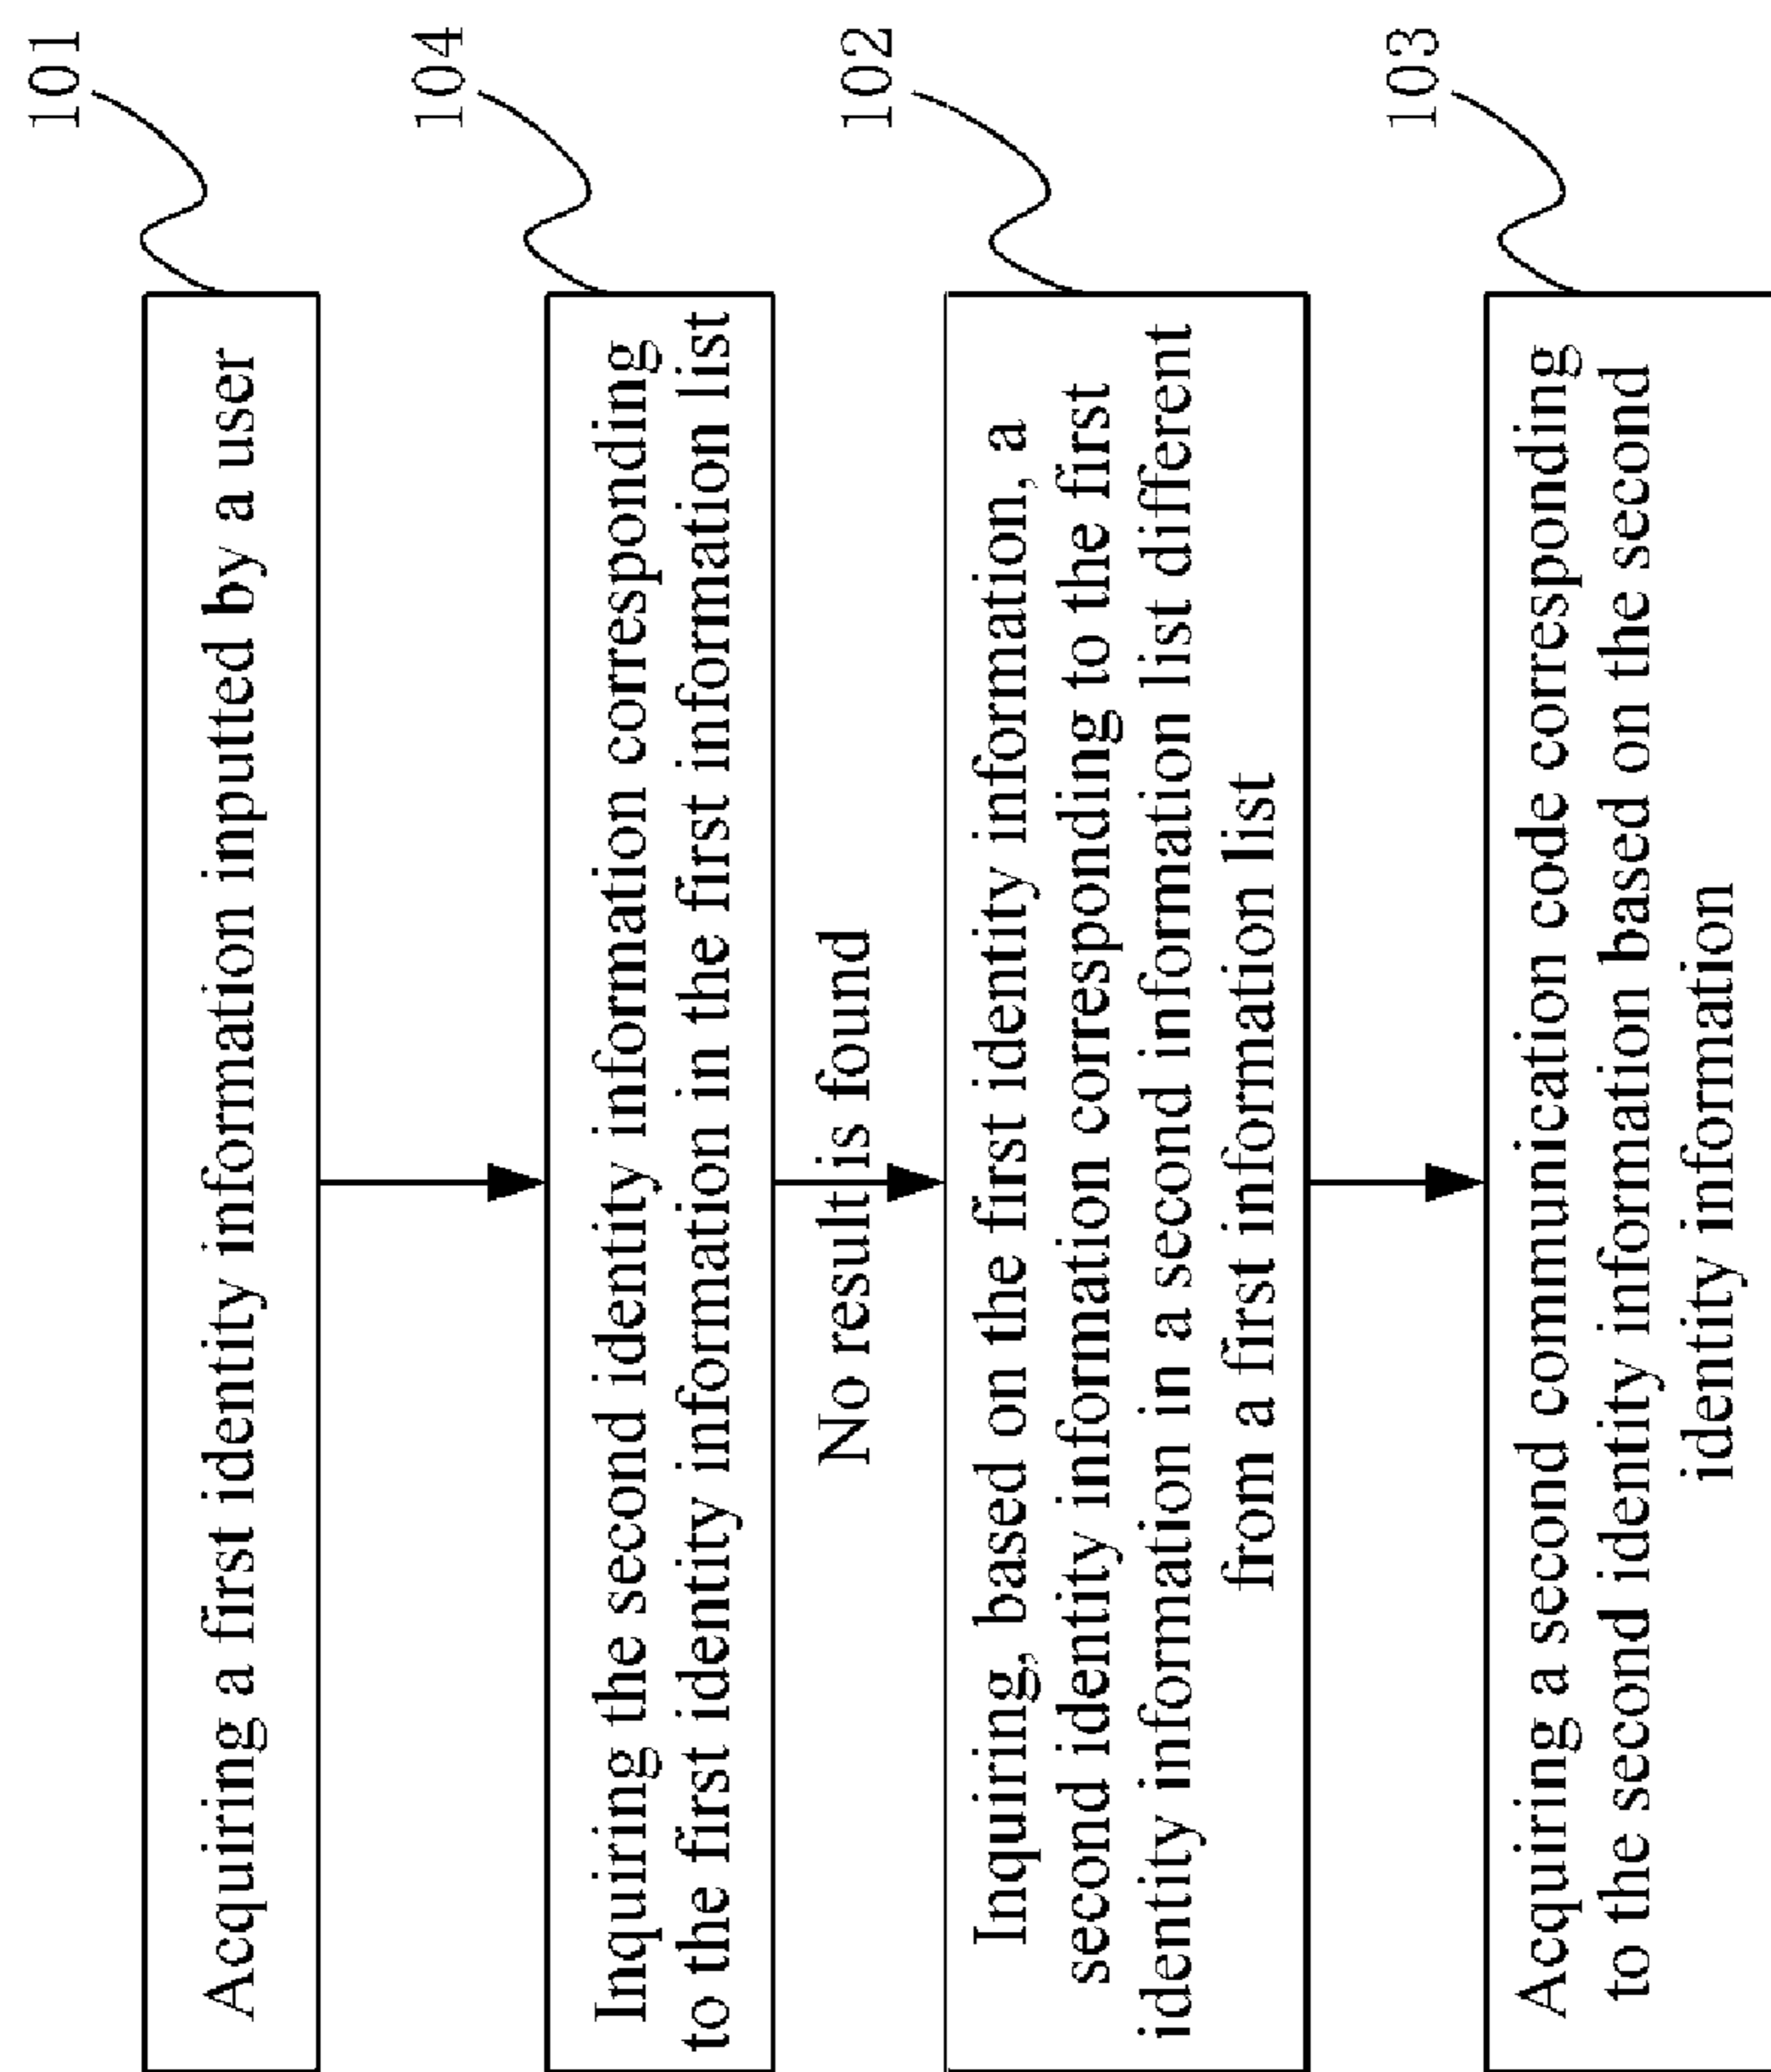 101
Acquiring a first identity information inputted by a user
104
Inquiring the second identity information corresponding
to the first identity information in the first information list
No result is found
102
Inquiring, based on the first identity information, a
second identity information corresponding to the first
identity information in a second information list different
from a first information list
103
Acquiring a second communication code corresponding
to the second identity information based on the second
identity information